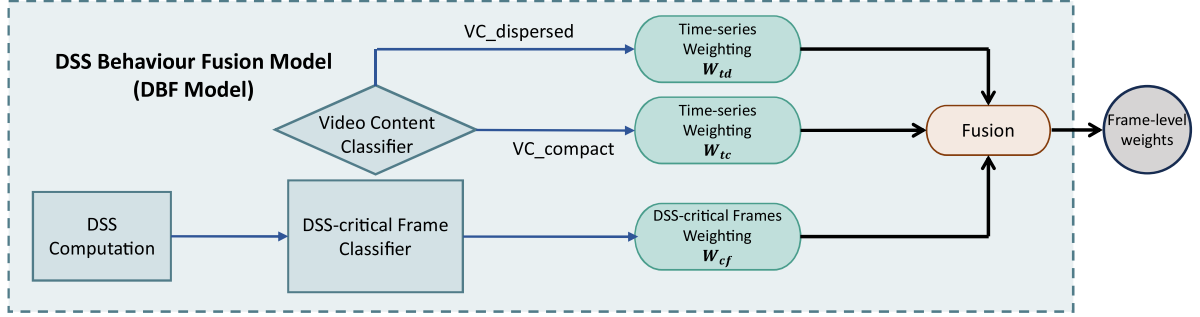 DSS Behaviour Fusion Model
(DBF Model)
VC_dispersed
Time-series
Weighting
W_td
Video Content
Classifier
VC_compact
Time-series
Weighting
W_tc
Fusion
Frame-level
weights
DSS
Computation
DSS-critical Frame
Classifier
DSS-critical Frames
Weighting
W_cf